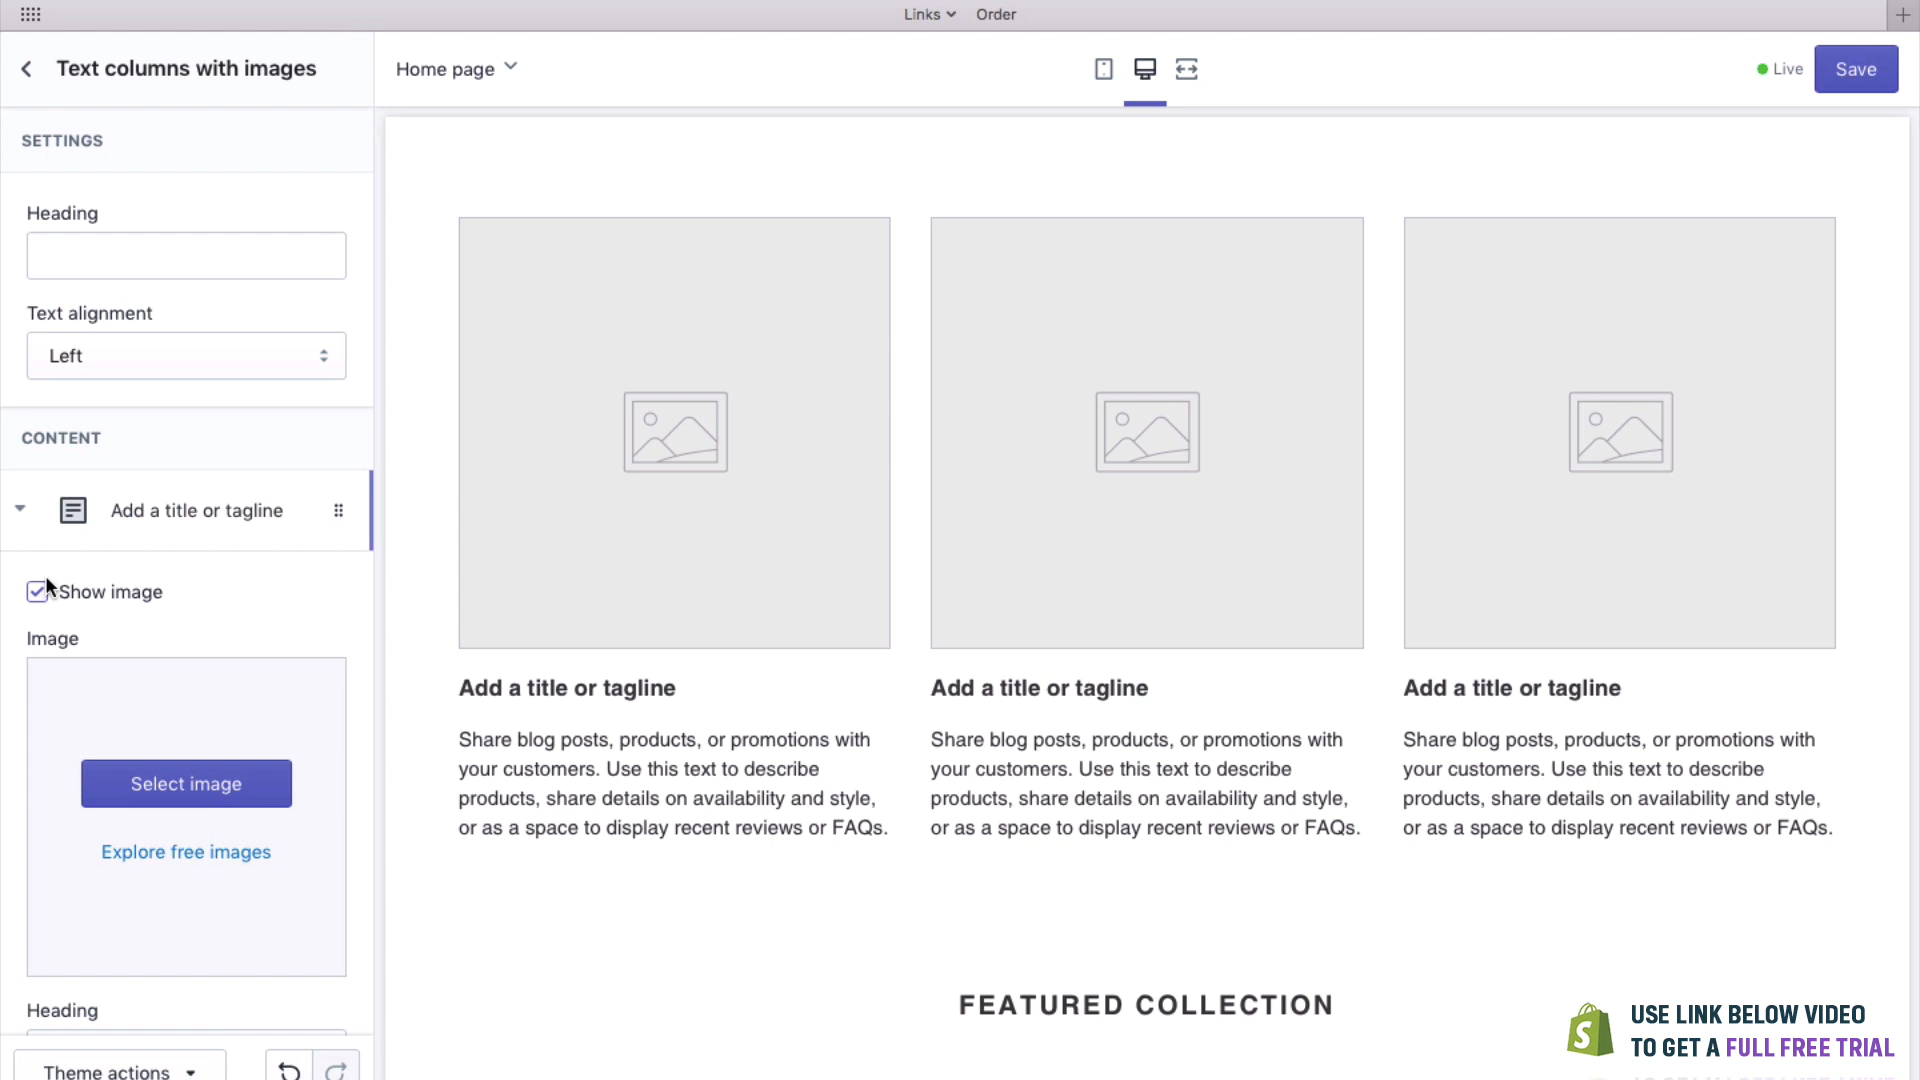 Links Order
Text columns with images
Home page
Live
Save
SETTINGS
Heading
Text alignment
Left
CONTENT
Add a title or tagline
Show image
Image
Select image
Explore free images
Heading
Theme actions
Add a title or tagline
Share blog posts, products, or promotions with
your customers. Use this text to describe
products, share details on availability and style,
or as a space to display recent reviews or FAQs.
Add a title or tagline
Share blog posts, products, or promotions with
your customers. Use this text to describe
products, share details on availability and style,
or as a space to display recent reviews or FAQs.
Add a title or tagline
Share blog posts, products, or promotions with
your customers. Use this text to describe
products, share details on availability and style,
or as a space to display recent reviews or FAQs.
FEATURED COLLECTION
USE LINK BELOW VIDEO
TO GET A FULL FREE TRIAL